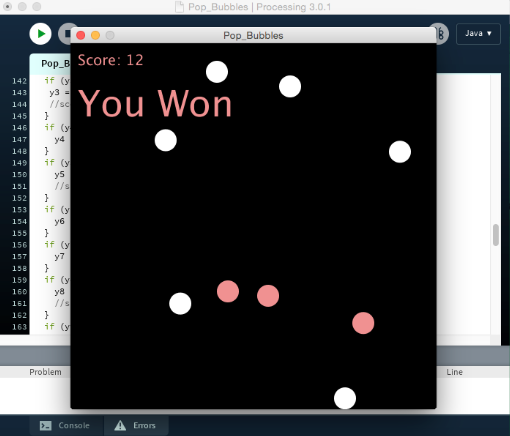 Pop_Bubbles | Processing 3.0.1
Java ▾
Pop_B
Pop_Bubbles
Score: 12
You Won
142 if (y
143 y3 =
144 //sc
145 }
146 if (y
147 y4
148 }
149 if (y
150 y5
151 //s
152 }
153 if (y
154 y6
155 }
156 if (y
157 y7
158 }
159 if (y
160 y8
161 //s
162 }
163 if (y
Problem Line
Console Errors